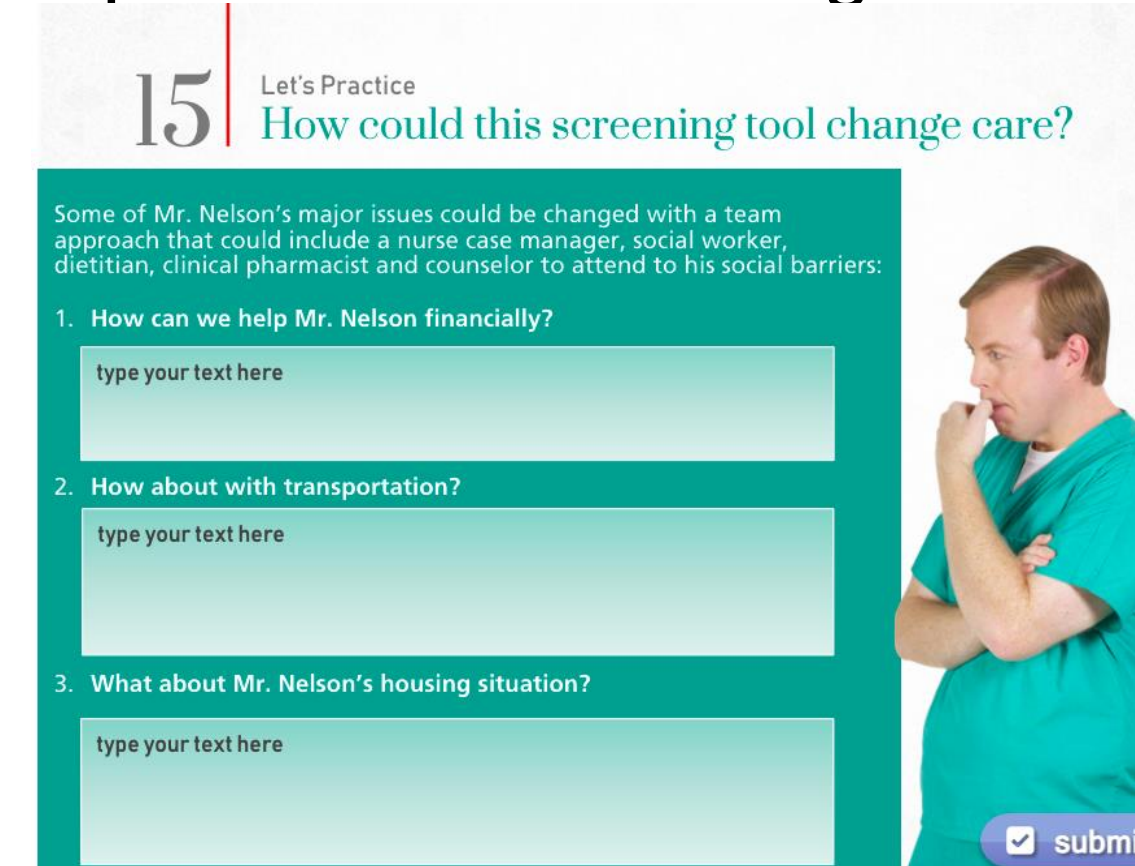 15
Let's Practice
How could this screening tool change care?
Some of Mr. Nelson's major issues could be changed with a team
approach that could include a nurse case manager, social worker,
dietitian, clinical pharmacist and counselor to attend to his social barriers:
1. How can we help Mr. Nelson financially?
type your text here
2. How about with transportation?
type your text here
3. What about Mr. Nelson's housing situation?
type your text here